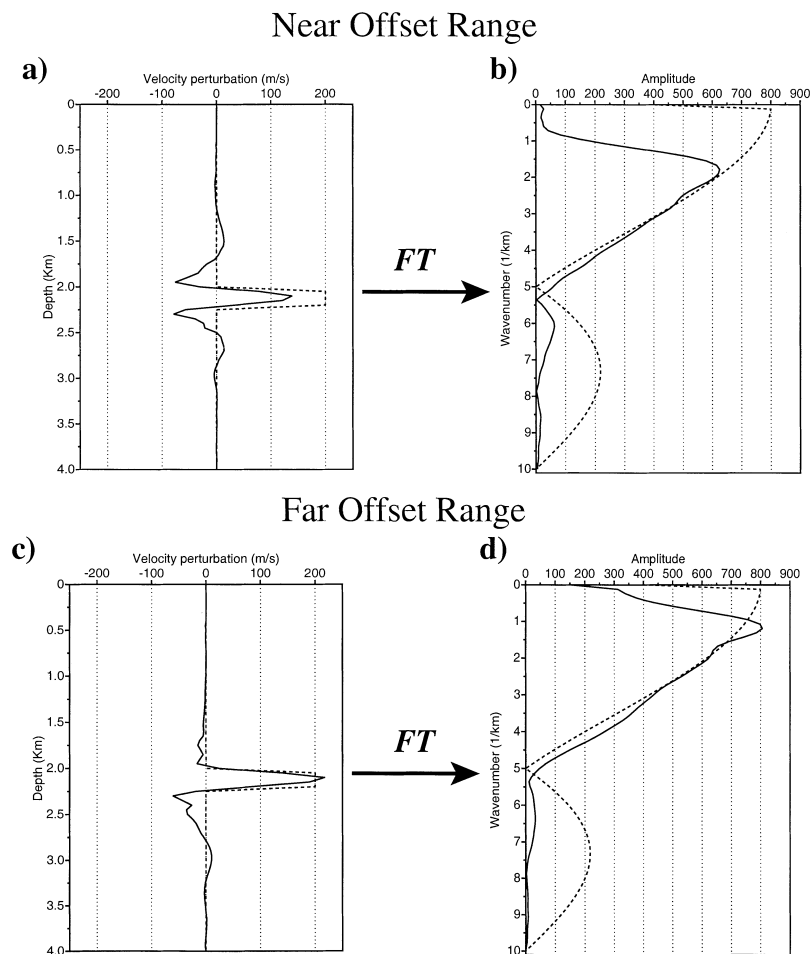 Near Offset Range
a)
Velocity perturbation (m/s)
-200 -100 0 100 200
0
0.5
1.0
1.5
2.0
2.5
3.0
3.5
4.0
Depth (Km)
FT
b)
Amplitude
0 100 200 300 400 500 600 700 800 900
0
1
2
3
4
5
6
7
8
9
10
Wavenumber (1/km)
Far Offset Range
c)
Velocity perturbation (m/s)
-200 -100 0 100 200
0
0.5
1.0
1.5
2.0
2.5
3.0
3.5
4.0
Depth (Km)
FT
d)
Amplitude
0 100 200 300 400 500 600 700 800 900
0
1
2
3
4
5
6
7
8
9
10
Wavenumber (1/km)